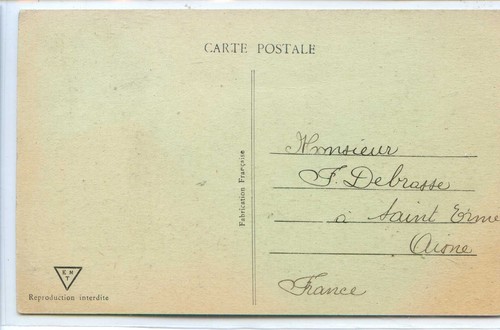 CARTE POSTALE
Fabrication Française
Monsieur
F. Debrasse
à Saint Erme
Aisne
France
E N
T
Reproduction interdite